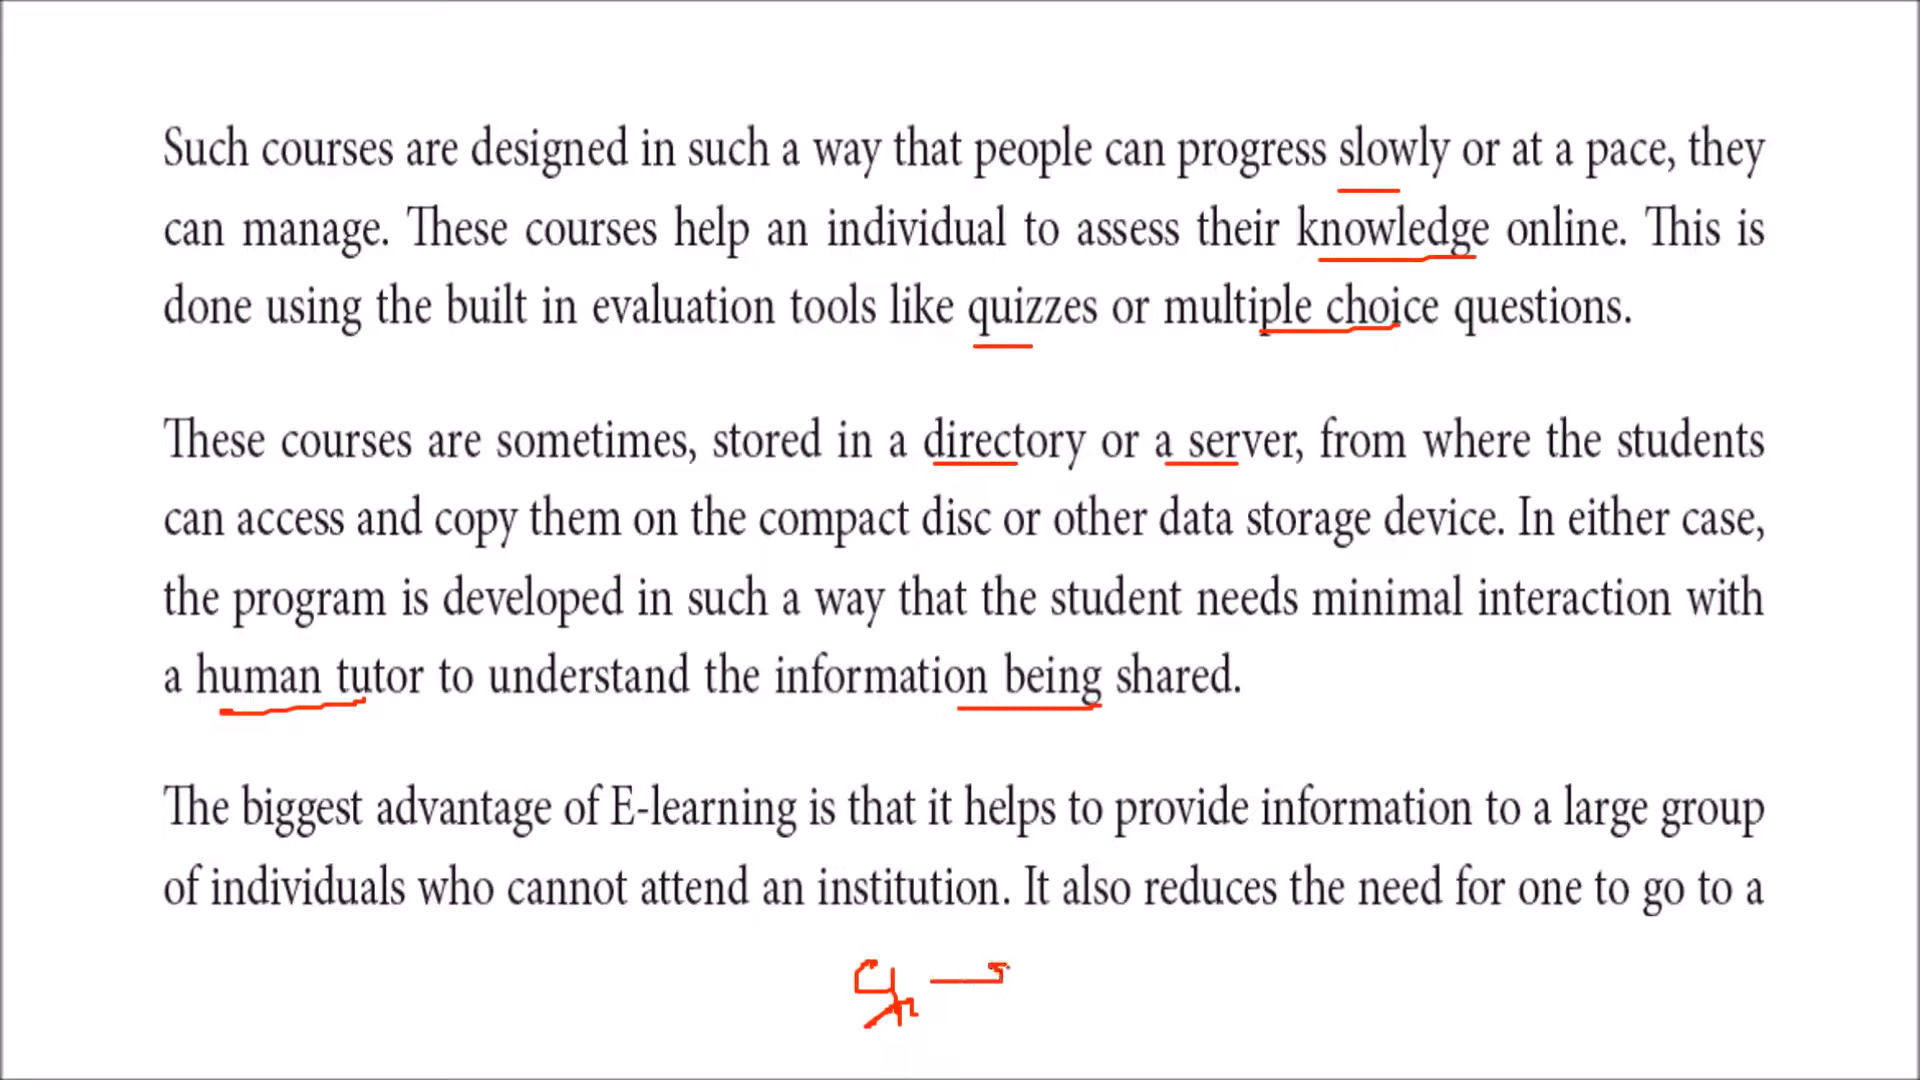 Such courses are designed in such a way that people can progress slowly or at a pace, they
can manage. These courses help an individual to assess their knowledge online. This is
done using the built in evaluation tools like quizzes or multiple choice questions.
These courses are sometimes, stored in a directory or a server, from where the students
can access and copy them on the compact disc or other data storage device. In either case,
the program is developed in such a way that the student needs minimal interaction with
a human tutor to understand the information being shared.
The biggest advantage of E-learning is that it helps to provide information to a large group
of individuals who cannot attend an institution. It also reduces the need for one to go to a